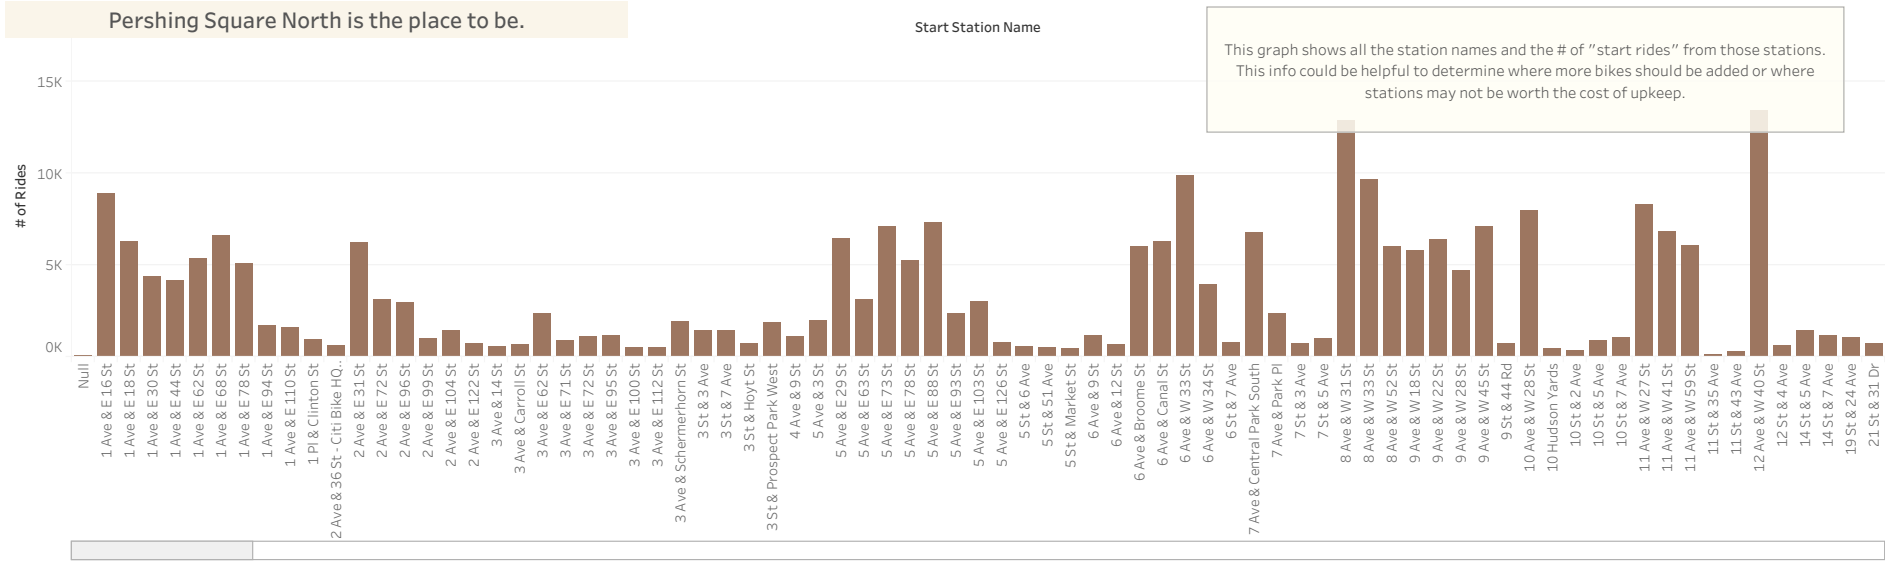 Pershing Square North is the place to be.
Start Station Name
This graph shows all the station names and the # of "start rides" from those stations.
This info could be helpful to determine where more bikes should be added or where
stations may not be worth the cost of upkeep.
# of Rides
15K
10K
5K
0K
Null
1 Ave & E 16 St
1 Ave & E 18 St
1 Ave & E 30 St
1 Ave & E 44 St
1 Ave & E 62 St
1 Ave & E 68 St
1 Ave & E 78 St
1 Ave & E 94 St
1 Ave & E 110 St
1 Pl & Clinton St
2 Ave & 36 St - Citi Bike HQ..
2 Ave & E 31 St
2 Ave & E 72 St
2 Ave & E 96 St
2 Ave & E 99 St
2 Ave & E 104 St
2 Ave & E 122 St
3 Ave & 14 St
3 Ave & Carroll St
3 Ave & E 62 St
3 Ave & E 71 St
3 Ave & E 72 St
3 Ave & E 95 St
3 Ave & E 100 St
3 Ave & E 112 St
3 Ave & Schermerhorn St
3 St & 3 Ave
3 St & 7 Ave
3 St & Hoyt St
3 St & Prospect Park West
4 Ave & 9 St
5 Ave & 3 St
5 Ave & E 29 St
5 Ave & E 63 St
5 Ave & E 73 St
5 Ave & E 78 St
5 Ave & E 88 St
5 Ave & E 93 St
5 Ave & E 103 St
5 Ave & E 126 St
5 St & 6 Ave
5 St & 51 Ave
5 St & Market St
6 Ave & 9 St
6 Ave & 12 St
6 Ave & Broome St
6 Ave & Canal St
6 Ave & W 33 St
6 Ave & W 34 St
6 St & 7 Ave
7 Ave & Central Park South
7 Ave & Park Pl
7 St & 3 Ave
7 St & 5 Ave
8 Ave & W 31 St
8 Ave & W 33 St
8 Ave & W 52 St
9 Ave & W 18 St
9 Ave & W 22 St
9 Ave & W 28 St
9 Ave & W 45 St
9 St & 44 Rd
10 Ave & W 28 St
10 Hudson Yards
10 St & 2 Ave
10 St & 5 Ave
10 St & 7 Ave
11 Ave & W 27 St
11 Ave & W 41 St
11 Ave & W 59 St
11 St & 35 Ave
11 St & 43 Ave
12 Ave & W 40 St
12 St & 4 Ave
14 St & 5 Ave
14 St & 7 Ave
19 St & 24 Ave
21 St & 31 Dr